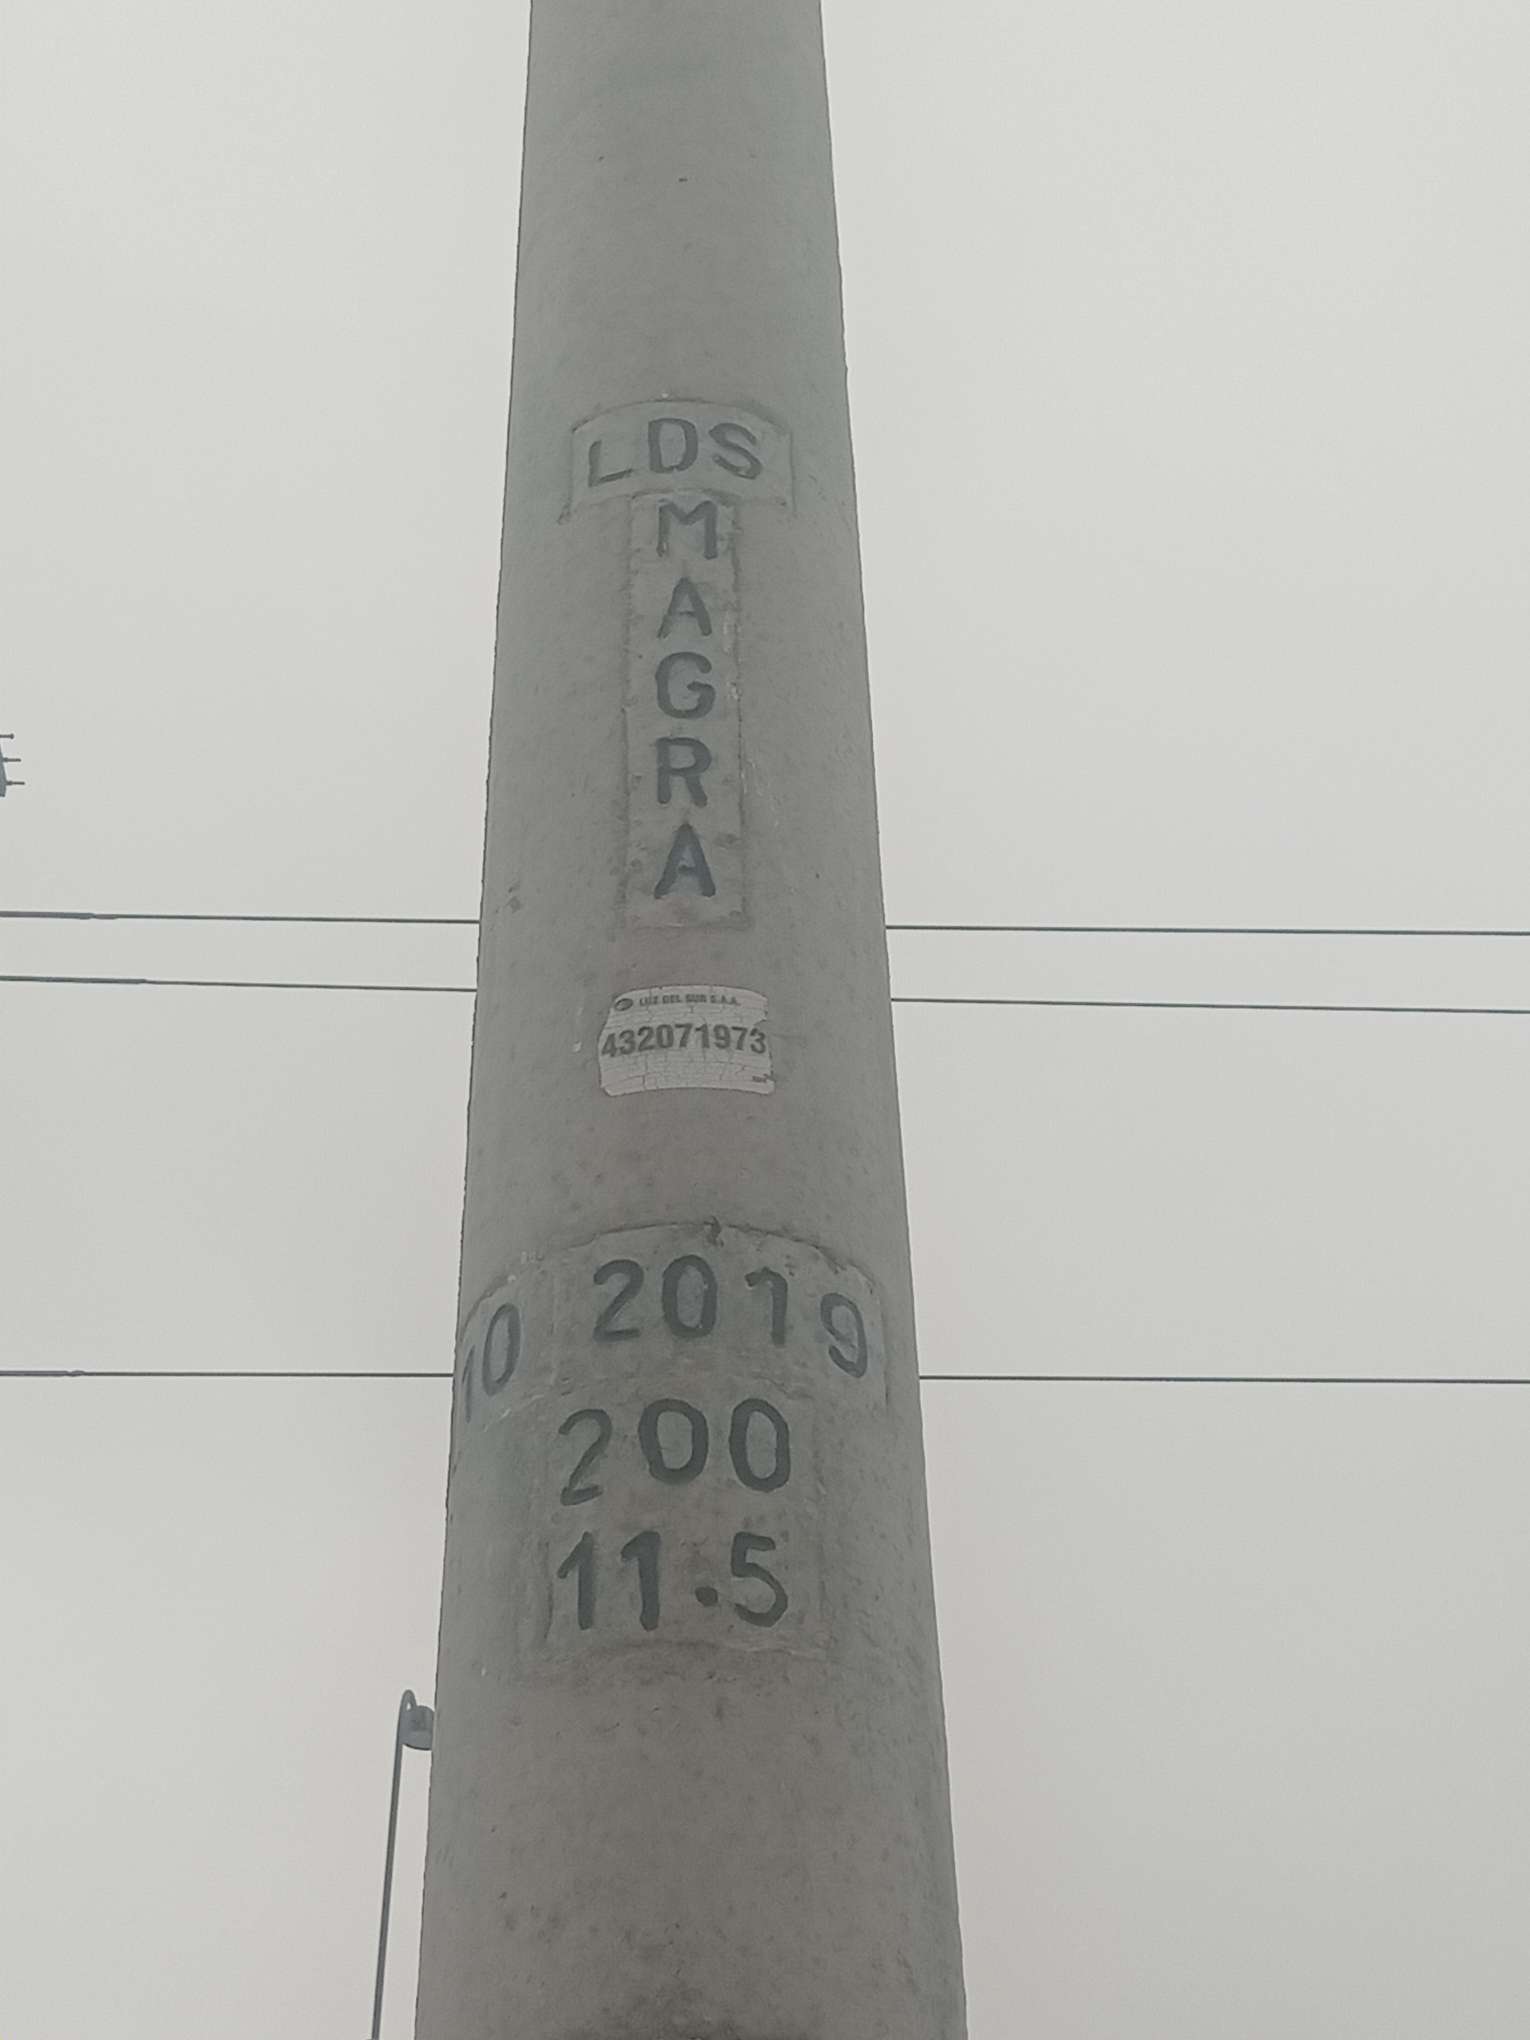 LDS
M
A
G
R
A
LUZ DEL SUR S.A.A.
432071973
10 2019
200
11.5